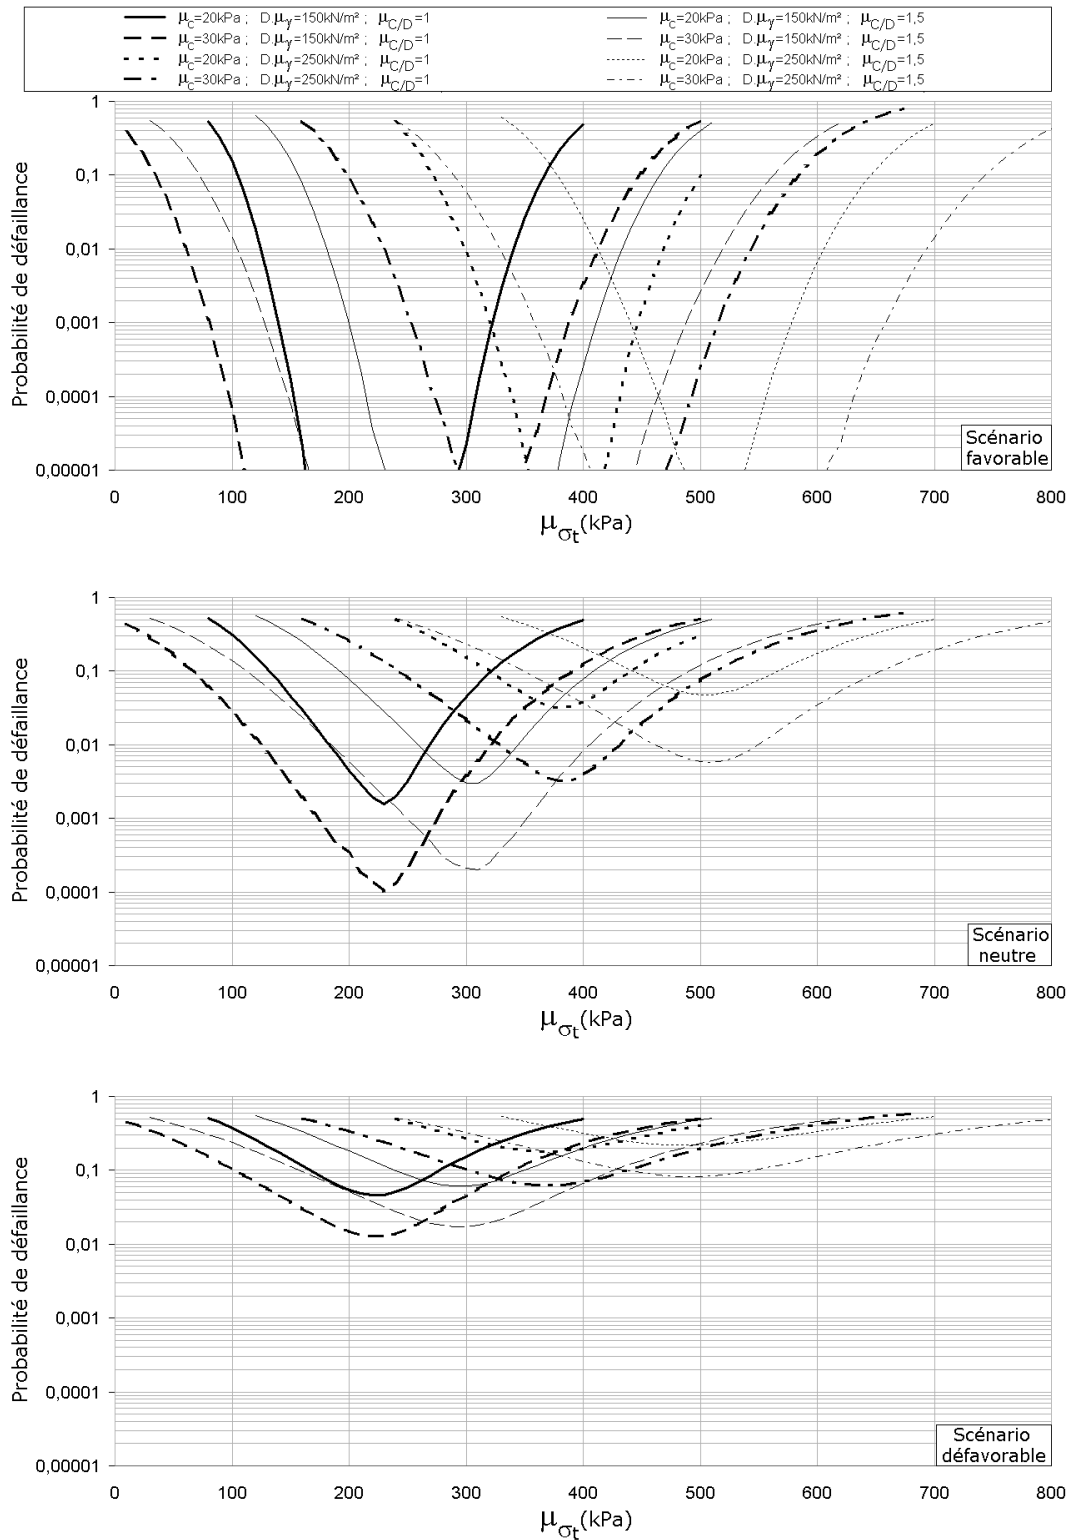 μc=20kPa ; D.μγ=150kN/m² ; μC/D=1
μc=20kPa ; D.μγ=150kN/m² ; μC/D=1,5
μc=30kPa ; D.μγ=150kN/m² ; μC/D=1
μc=30kPa ; D.μγ=150kN/m² ; μC/D=1,5
μc=20kPa ; D.μγ=250kN/m² ; μC/D=1
μc=20kPa ; D.μγ=250kN/m² ; μC/D=1,5
μc=30kPa ; D.μγ=250kN/m² ; μC/D=1
μc=30kPa ; D.μγ=250kN/m² ; μC/D=1,5
Probabilité de défaillance
1
0,1
0,01
0,001
0,0001
0,00001
Scénario
favorable
0 100 200 300 400 500 600 700 800
μσt(kPa)
Probabilité de défaillance
1
0,1
0,01
0,001
0,0001
0,00001
Scénario
neutre
0 100 200 300 400 500 600 700 800
μσt(kPa)
Probabilité de défaillance
1
0,1
0,01
0,001
0,0001
0,00001
Scénario
défavorable
0 100 200 300 400 500 600 700 800
μσt(kPa)